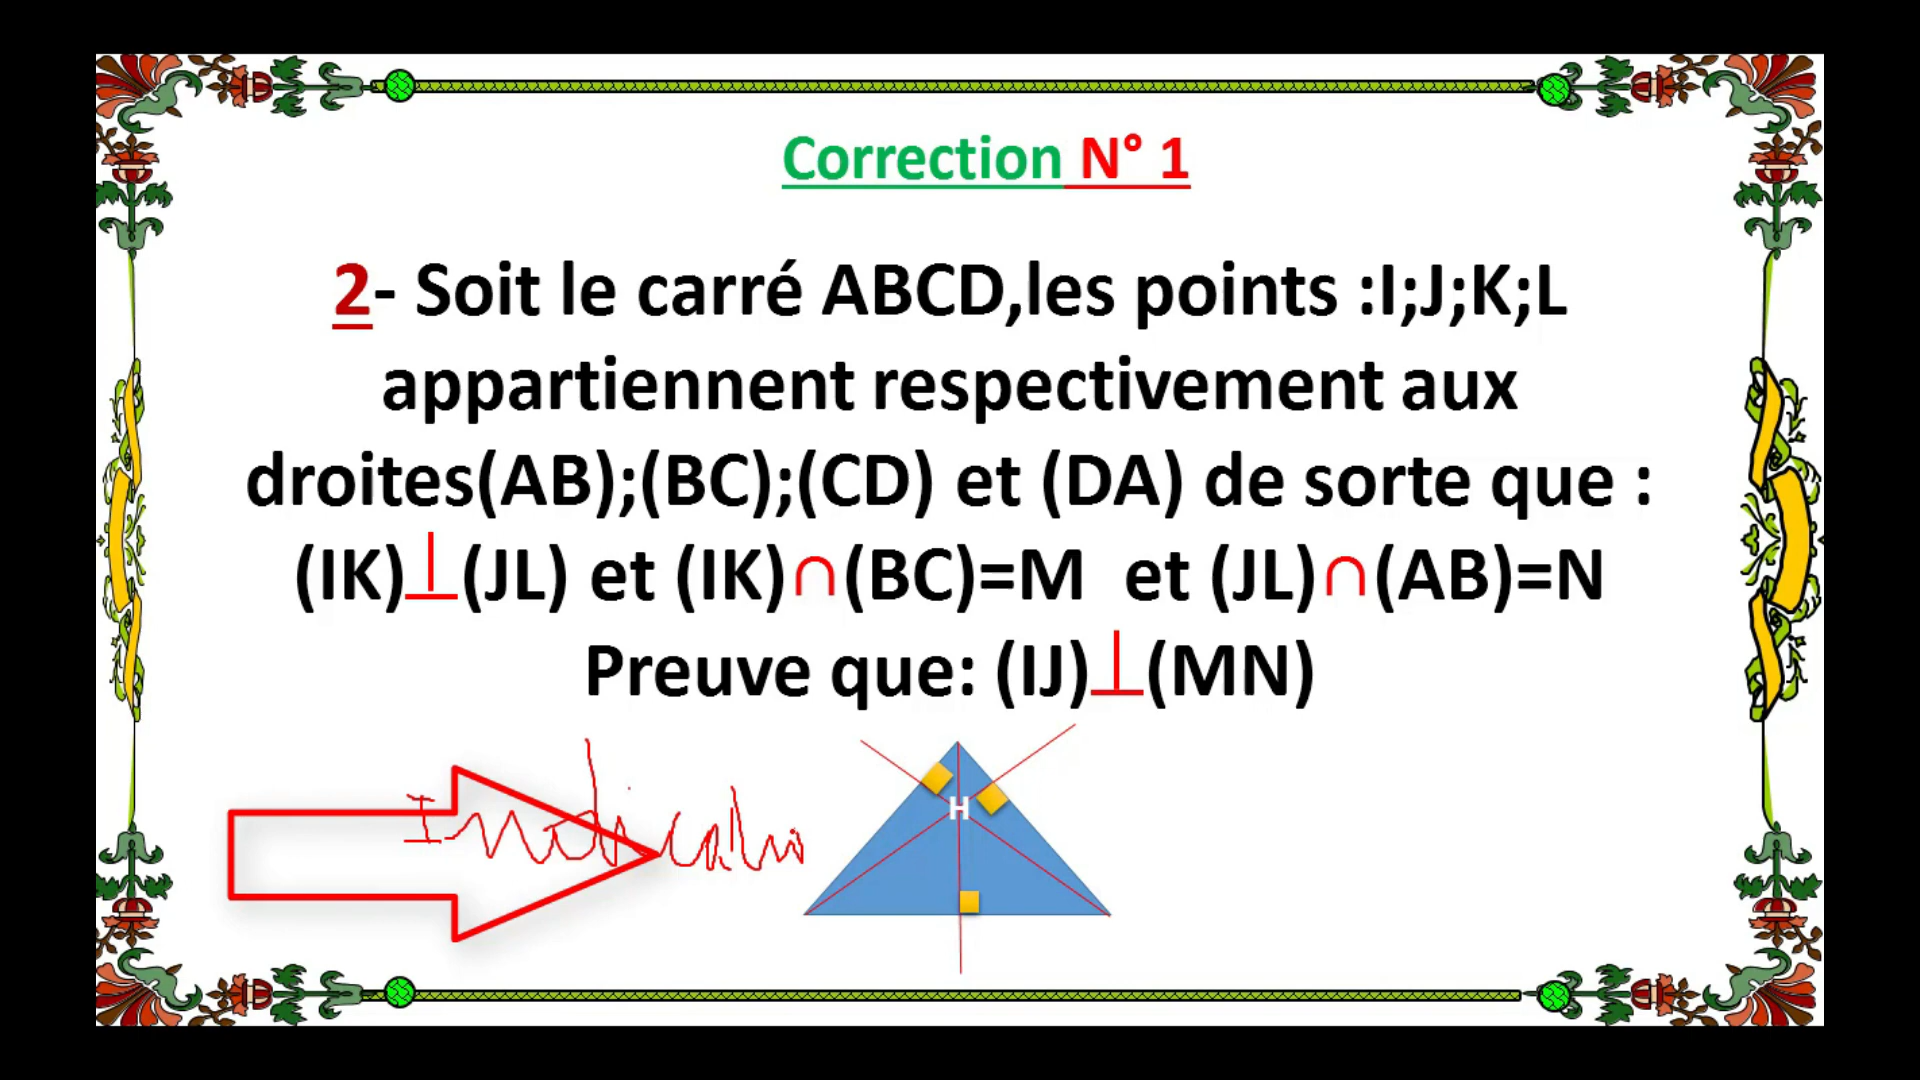 Correction N° 1
2- Soit le carré ABCD,les points :I;J;K;L
appartiennent respectivement aux
droites(AB);(BC);(CD) et (DA) de sorte que :
(IK)⊥(JL) et (IK)∩(BC)=M et (JL)∩(AB)=N
Preuve que: (IJ)⊥(MN)
H